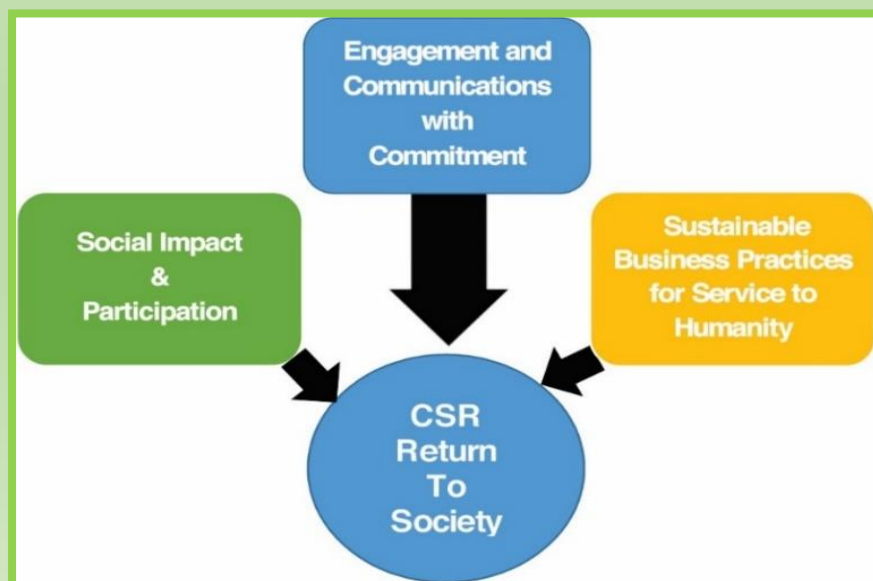 Engagement and
Communications
with
Commitment
Social Impact
&
Participation
Sustainable
Business Practices
for Service to
Humanity
CSR
Return
To
Society